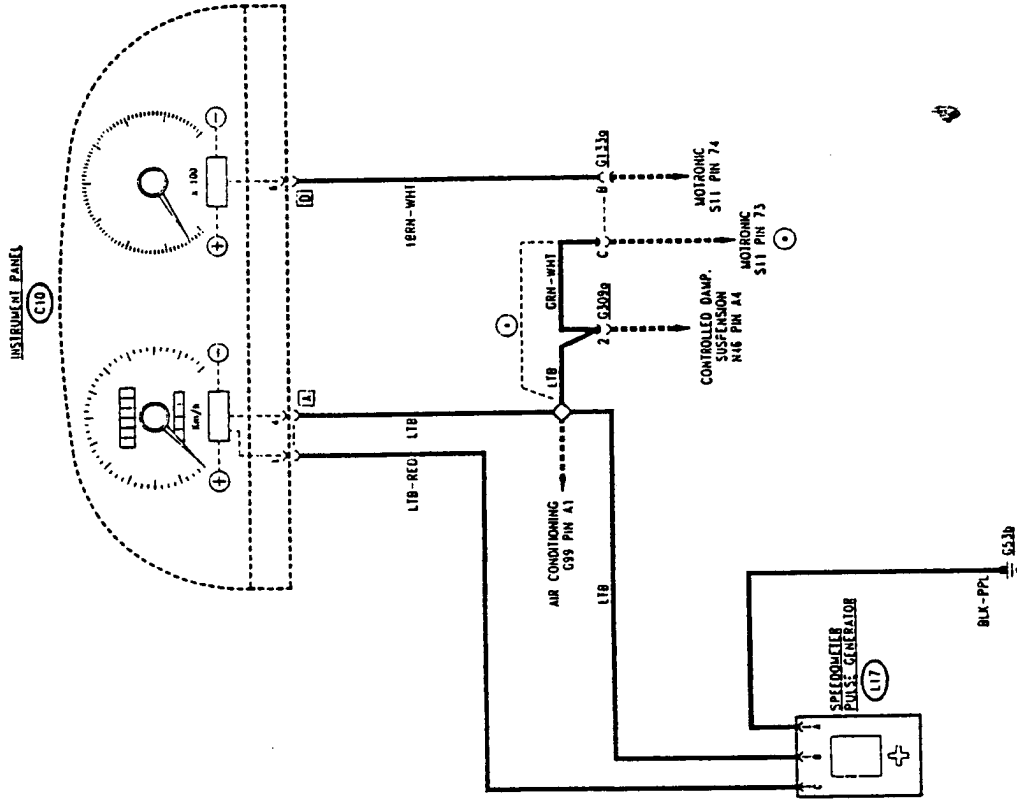 INSTRUMENT PANEL
C10
x 100
Km/h
D
A
1BRN-WHT
LTB
LTB-RED
GRN-WHT
LTB
B
G133a
C
2
G309a
MOTRONIC
S11 PIN 74
MOTRONIC
S11 PIN 73
CONTROLLED DAMP.
SUSPENSION
N46 PIN A4
AIR CONDITIONING
G99 PIN A1
LTB
SPEEDOMETER
PULSE GENERATOR
L17
BLK-PPL
G53b